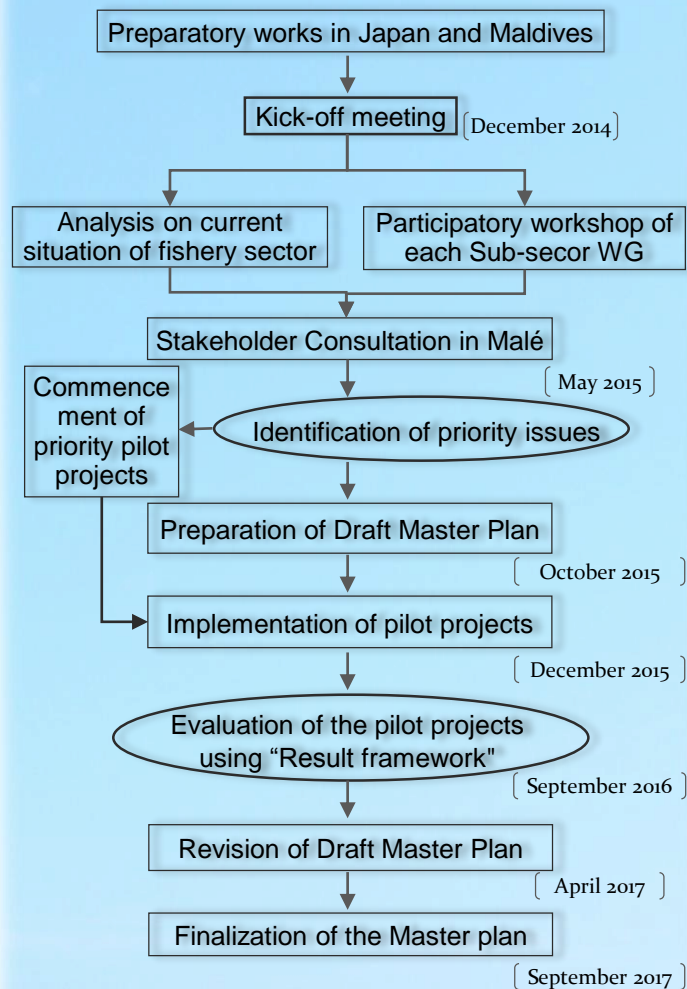 Preparatory works in Japan and Maldives
Kick-off meeting
[December 2014]
Analysis on current
situation of fishery sector
Participatory workshop of
each Sub-secor WG
Stakeholder Consultation in Malé
[May 2015]
Commence
ment of
priority pilot
projects
Identification of priority issues
Preparation of Draft Master Plan
[October 2015]
Implementation of pilot projects
[December 2015]
Evaluation of the pilot projects
using “Result framework"
[September 2016]
Revision of Draft Master Plan
[April 2017]
Finalization of the Master plan
[September 2017]